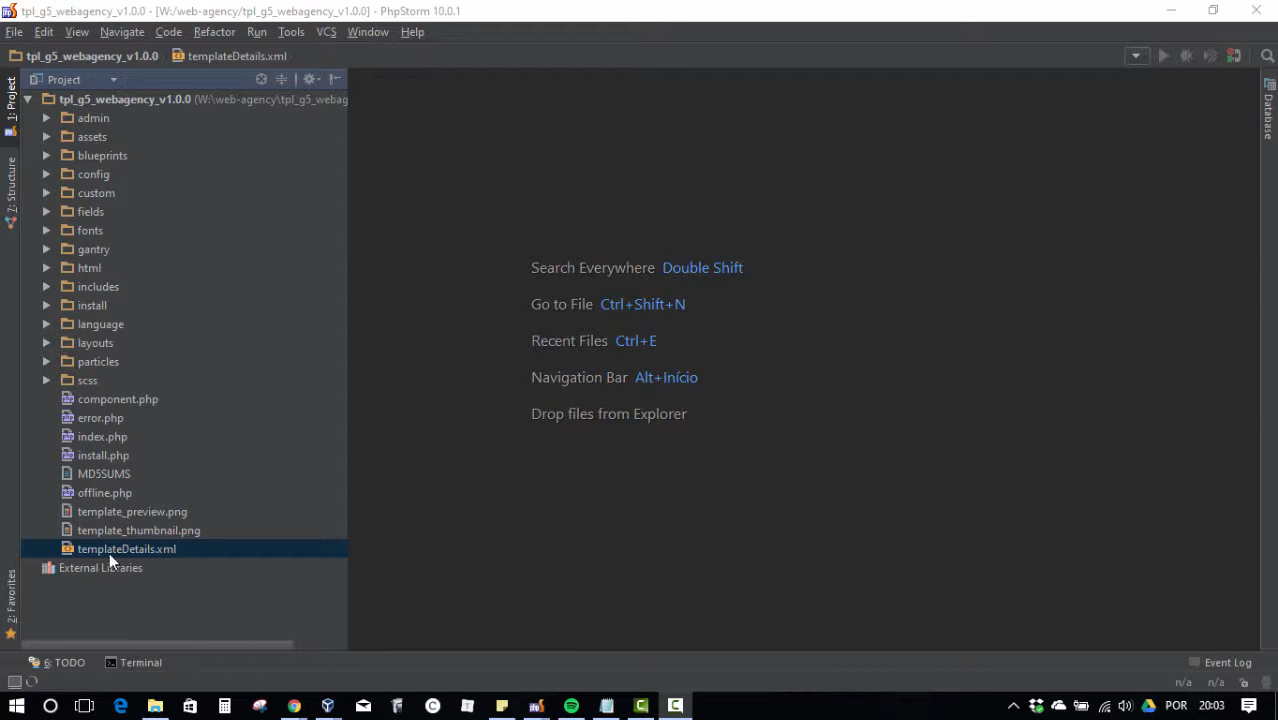 tpl_g5_webagency_v1.0.0 - [W:/web-agency/tpl_g5_webagency_v1.0.0] - PhpStorm 10.0.1
File Edit View Navigate Code Refactor Run Tools VCS Window Help
tpl_g5_webagency_v1.0.0 templateDetails.xml
Project
tpl_g5_webagency_v1.0.0 (W:\web-agency\tpl_g5_webag
admin
assets
blueprints
config
custom
fields
fonts
gantry
html
includes
install
language
layouts
particles
scss
component.php
error.php
index.php
install.php
MD5SUMS
offline.php
template_preview.png
template_thumbnail.png
templateDetails.xml
External Libraries
1: Project
7: Structure
2: Favorites
Search Everywhere Double Shift
Go to File Ctrl+Shift+N
Recent Files Ctrl+E
Navigation Bar Alt+Início
Drop files from Explorer
Database
6: TODO Terminal Event Log
n/a n/a
POR 20:03